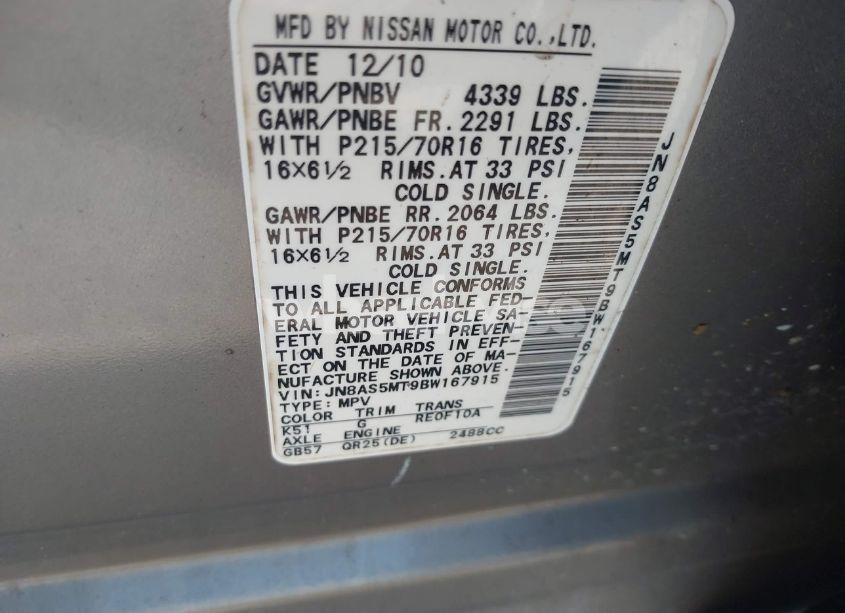 MFD BY NISSAN MOTOR CO.,LTD.
DATE 12/10
GVWR/PNBV 4339 LBS.
GAWR/PNBE FR. 2291 LBS.
WITH P215/70R16 TIRES,
16×6½ RIMS.AT 33 PSI
COLD SINGLE.
GAWR/PNBE RR. 2064 LBS.
WITH P215/70R16 TIRES,
16×6½ RIMS.AT 33 PSI
COLD SINGLE.
THIS VEHICLE CONFORMS
TO ALL APPLICABLE FED-
ERAL MOTOR VEHICLE SA-
FETY AND THEFT PREVEN-
TION STANDARDS IN EFF-
ECT ON THE DATE OF MA-
NUFACTURE SHOWN ABOVE.
VIN: JN8AS5MT9BW167915
TYPE: MPV
COLOR TRIM TRANS
K51 G RE0F10A
AXLE ENGINE
GB57 QR25(DE) 2488CC
JN8AS5MT9BW167915